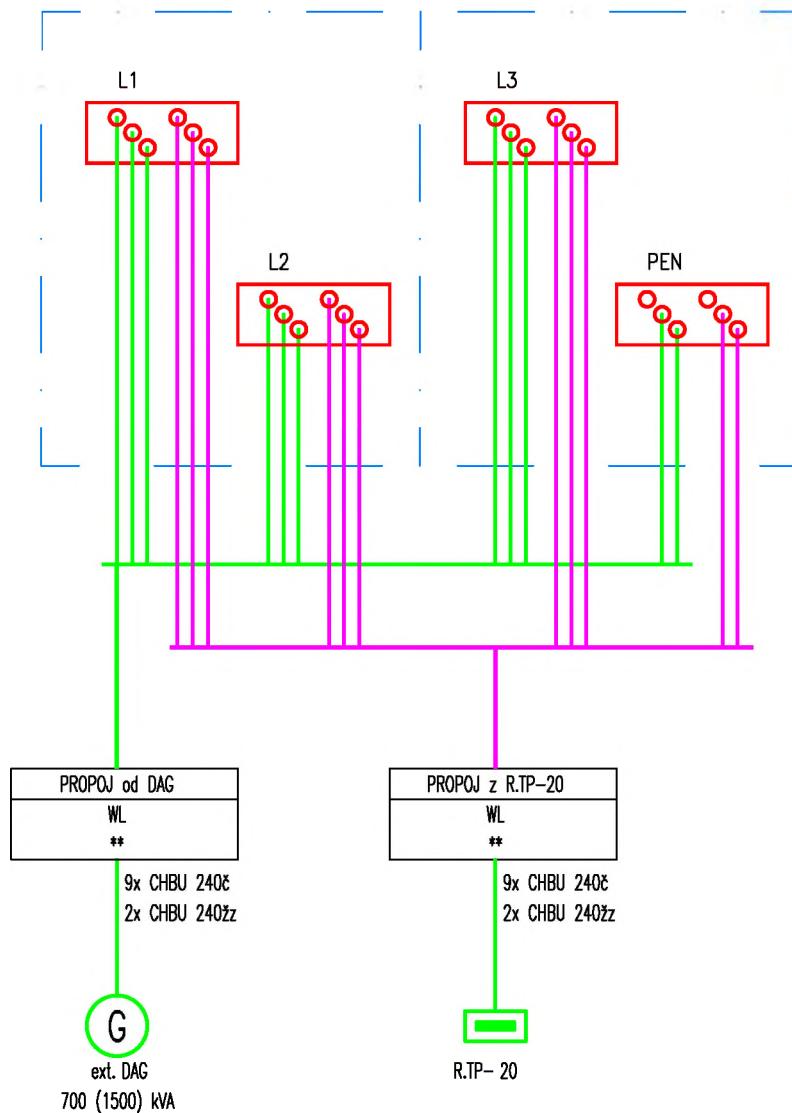 L1
L3
L2
PEN
PROPOJ od DAG
WL
**
PROPOJ z R.TP-20
WL
**
9x CHBU 240č
2x CHBU 240žz
9x CHBU 240č
2x CHBU 240žz
G
ext. DAG
700 (1500) kVA
R.TP- 20